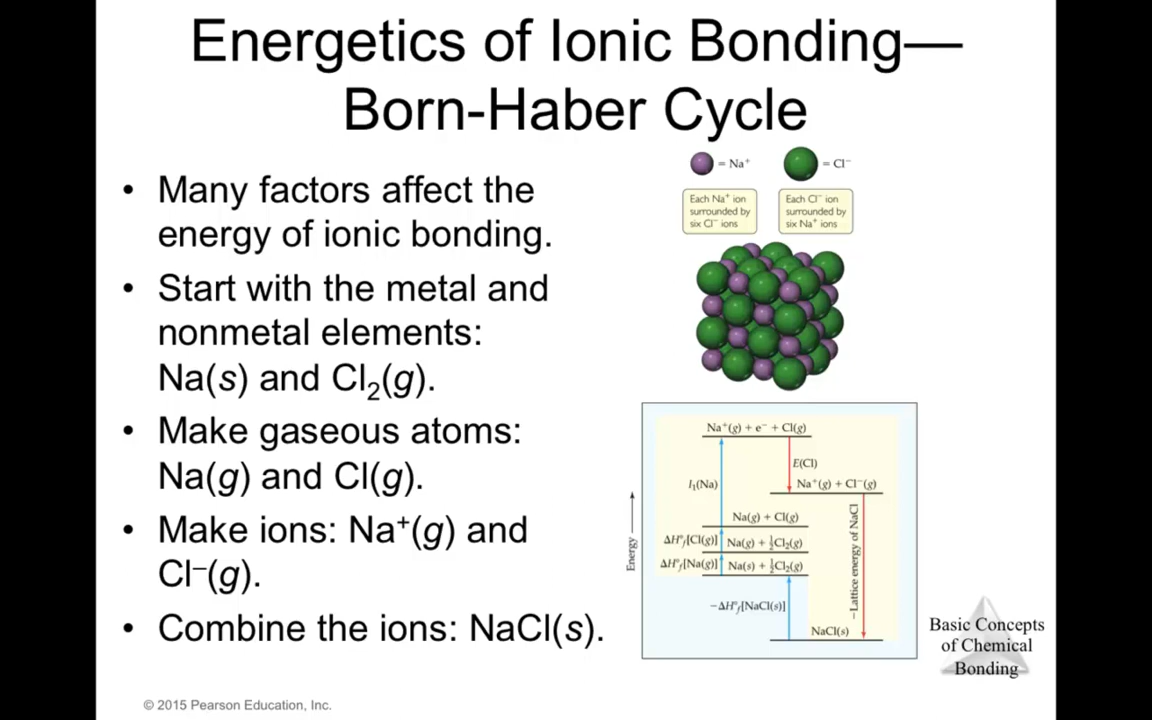 Energetics of Ionic Bonding—
Born-Haber Cycle
• Many factors affect the
energy of ionic bonding.
• Start with the metal and
nonmetal elements:
Na(s) and Cl₂(g).
• Make gaseous atoms:
Na(g) and Cl(g).
• Make ions: Na⁺(g) and
Cl⁻(g).
• Combine the ions: NaCl(s).
= Na⁺
= Cl⁻
Each Na⁺ ion
surrounded by
six Cl⁻ ions
Each Cl⁻ ion
surrounded by
six Na⁺ ions
Energy
Na⁺(g) + e⁻ + Cl(g)
E(Cl)
I₁(Na)
Na⁺(g) + Cl⁻(g)
Na(g) + Cl(g)
ΔH°f[Cl(g)]
Na(g) + ½Cl₂(g)
ΔH°f[Na(g)]
Na(s) + ½Cl₂(g)
−Lattice energy of NaCl
−ΔH°f[NaCl(s)]
NaCl(s)
Basic Concepts
of Chemical
Bonding
© 2015 Pearson Education, Inc.